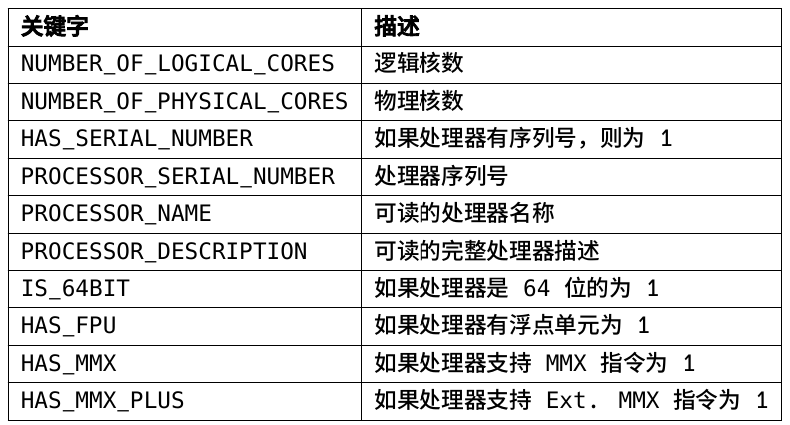 关键字 描述
NUMBER_OF_LOGICAL_CORES 逻辑核数
NUMBER_OF_PHYSICAL_CORES 物理核数
HAS_SERIAL_NUMBER 如果处理器有序列号，则为 1
PROCESSOR_SERIAL_NUMBER 处理器序列号
PROCESSOR_NAME 可读的处理器名称
PROCESSOR_DESCRIPTION 可读的完整处理器描述
IS_64BIT 如果处理器是 64 位的为 1
HAS_FPU 如果处理器有浮点单元为 1
HAS_MMX 如果处理器支持 MMX 指令为 1
HAS_MMX_PLUS 如果处理器支持 Ext. MMX 指令为 1